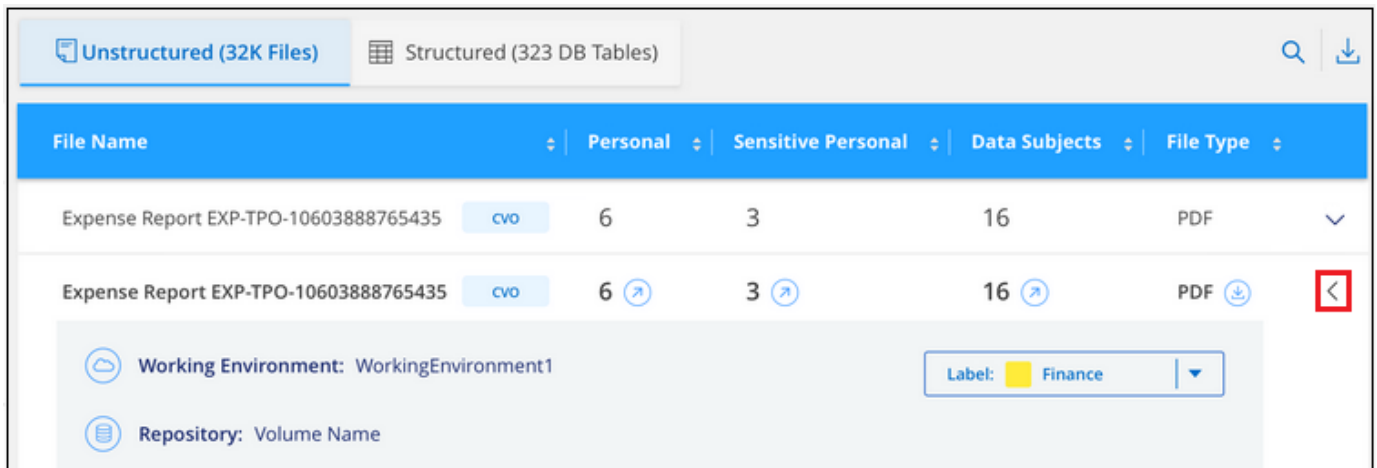 Unstructured (32K Files) Structured (323 DB Tables)
File Name Personal Sensitive Personal Data Subjects File Type
Expense Report EXP-TPO-10603888765435 CVO 6 3 16 PDF
Expense Report EXP-TPO-10603888765435 CVO 6 3 16 PDF
Working Environment: WorkingEnvironment1 Label: Finance
Repository: Volume Name